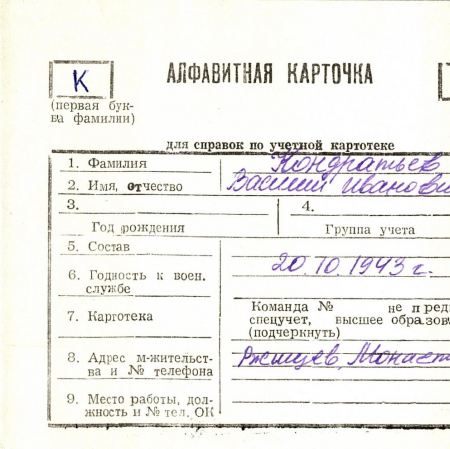 К
АЛФАВИТНАЯ КАРТОЧКА
(первая бук-
ва фамилии)
для справок по учетной картотеке
1. Фамилия Кондратьев
2. Имя, отчество Василий Иванови
3. 4.
Год рождения Группа учета
5. Состав
20.10.1943 г.
6. Годность к воен.
службе
Команда № не пред
спецучет, высшее образов
(подчеркнуть)
7. Картотека
8. Адрес м-жительст-
ва и № телефона
Монаст
9. Место работы, дол-
жность и № тел. ОК